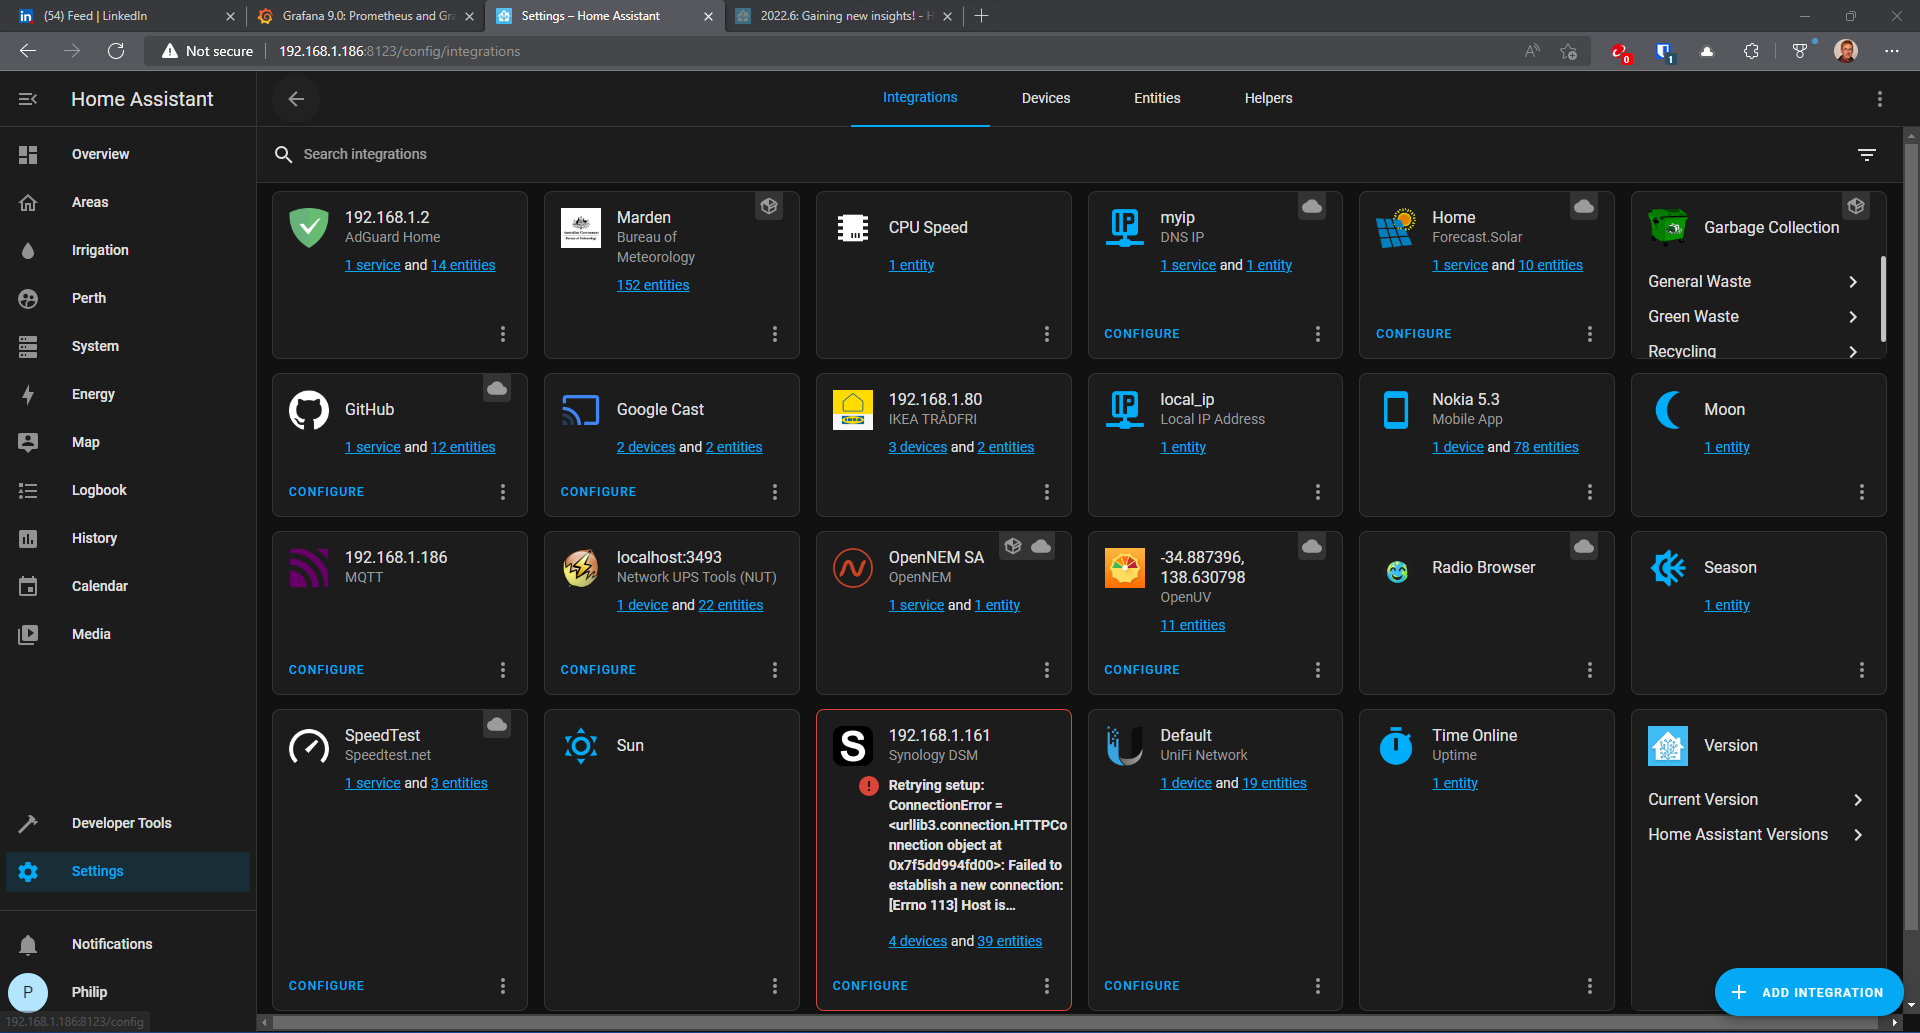 (54) Feed | LinkedIn
Grafana 9.0: Prometheus and Gra
Settings – Home Assistant
2022.6: Gaining new insights! - H
Not secure
192.168.1.186:8123/config/integrations
0
1
Home Assistant
Integrations
Devices
Entities
Helpers
Search integrations
Overview
Areas
Irrigation
Perth
System
Energy
Map
Logbook
History
Calendar
Media
Developer Tools
Settings
Notifications
P
Philip
192.168.1.186:8123/config
192.168.1.2
AdGuard Home
1 service and 14 entities
Marden
Bureau of
Meteorology
152 entities
CPU Speed
1 entity
IP
myip
DNS IP
1 service and 1 entity
CONFIGURE
Home
Forecast.Solar
1 service and 10 entities
CONFIGURE
Garbage Collection
General Waste
Green Waste
Recycling
GitHub
1 service and 12 entities
CONFIGURE
Google Cast
2 devices and 2 entities
CONFIGURE
IKEA
192.168.1.80
IKEA TRÅDFRI
3 devices and 2 entities
IP
local_ip
Local IP Address
1 entity
Nokia 5.3
Mobile App
1 device and 78 entities
Moon
1 entity
192.168.1.186
MQTT
CONFIGURE
localhost:3493
Network UPS Tools (NUT)
1 device and 22 entities
CONFIGURE
OpenNEM SA
OpenNEM
1 service and 1 entity
-34.887396,
138.630798
OpenUV
11 entities
CONFIGURE
Radio Browser
Season
1 entity
SpeedTest
Speedtest.net
1 service and 3 entities
CONFIGURE
Sun
S
192.168.1.161
Synology DSM
Retrying setup:
ConnectionError =
<urllib3.connection.HTTPCo
nnection object at
0x7f5dd994fd00>: Failed to
establish a new connection:
[Errno 113] Host is...
4 devices and 39 entities
CONFIGURE
Default
UniFi Network
1 device and 19 entities
CONFIGURE
Time Online
Uptime
1 entity
Version
Current Version
Home Assistant Versions
ADD INTEGRATION